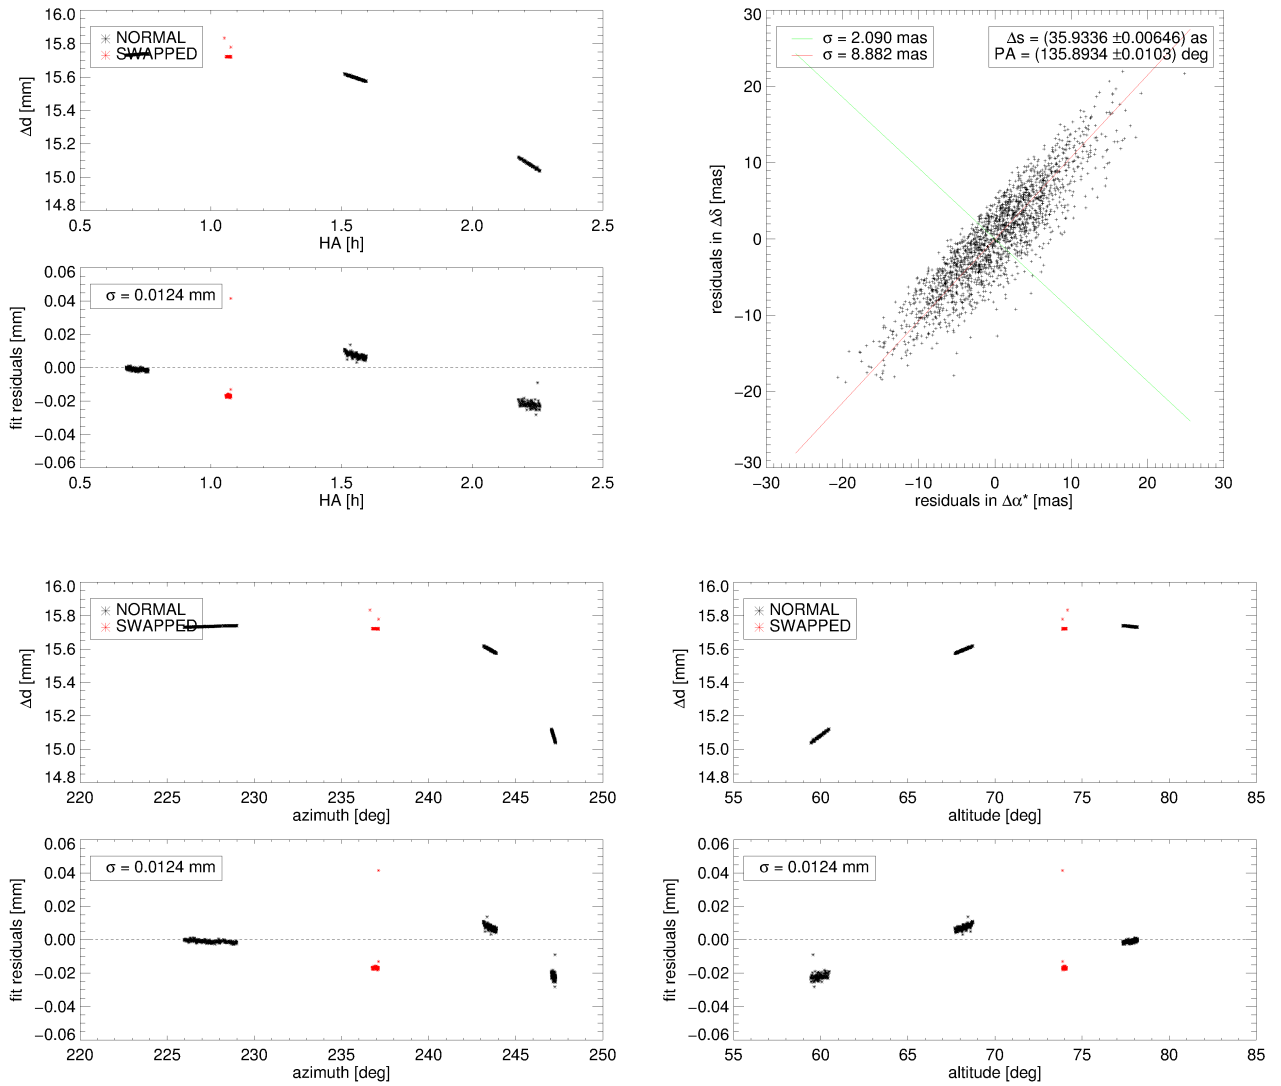 NORMAL
SWAPPED
16.0
15.8
15.6
15.4
15.2
15.0
14.8
Δd [mm]
0.5 1.0 1.5 2.0 2.5
HA [h]
σ = 0.0124 mm
0.06
0.04
0.02
0.00
−0.02
−0.04
−0.06
fit residuals [mm]
0.5 1.0 1.5 2.0 2.5
HA [h]
σ = 2.090 mas
σ = 8.882 mas
Δs = (35.9336 ±0.00646) as
PA = (135.8934 ±0.0103) deg
30
20
10
0
−10
−20
−30
residuals in Δδ [mas]
−30 −20 −10 0 10 20 30
residuals in Δα* [mas]
NORMAL
SWAPPED
16.0
15.8
15.6
15.4
15.2
15.0
14.8
Δd [mm]
220 225 230 235 240 245 250
azimuth [deg]
NORMAL
SWAPPED
16.0
15.8
15.6
15.4
15.2
15.0
14.8
Δd [mm]
55 60 65 70 75 80 85
altitude [deg]
σ = 0.0124 mm
0.06
0.04
0.02
0.00
−0.02
−0.04
−0.06
fit residuals [mm]
220 225 230 235 240 245 250
azimuth [deg]
σ = 0.0124 mm
0.06
0.04
0.02
0.00
−0.02
−0.04
−0.06
fit residuals [mm]
55 60 65 70 75 80 85
altitude [deg]